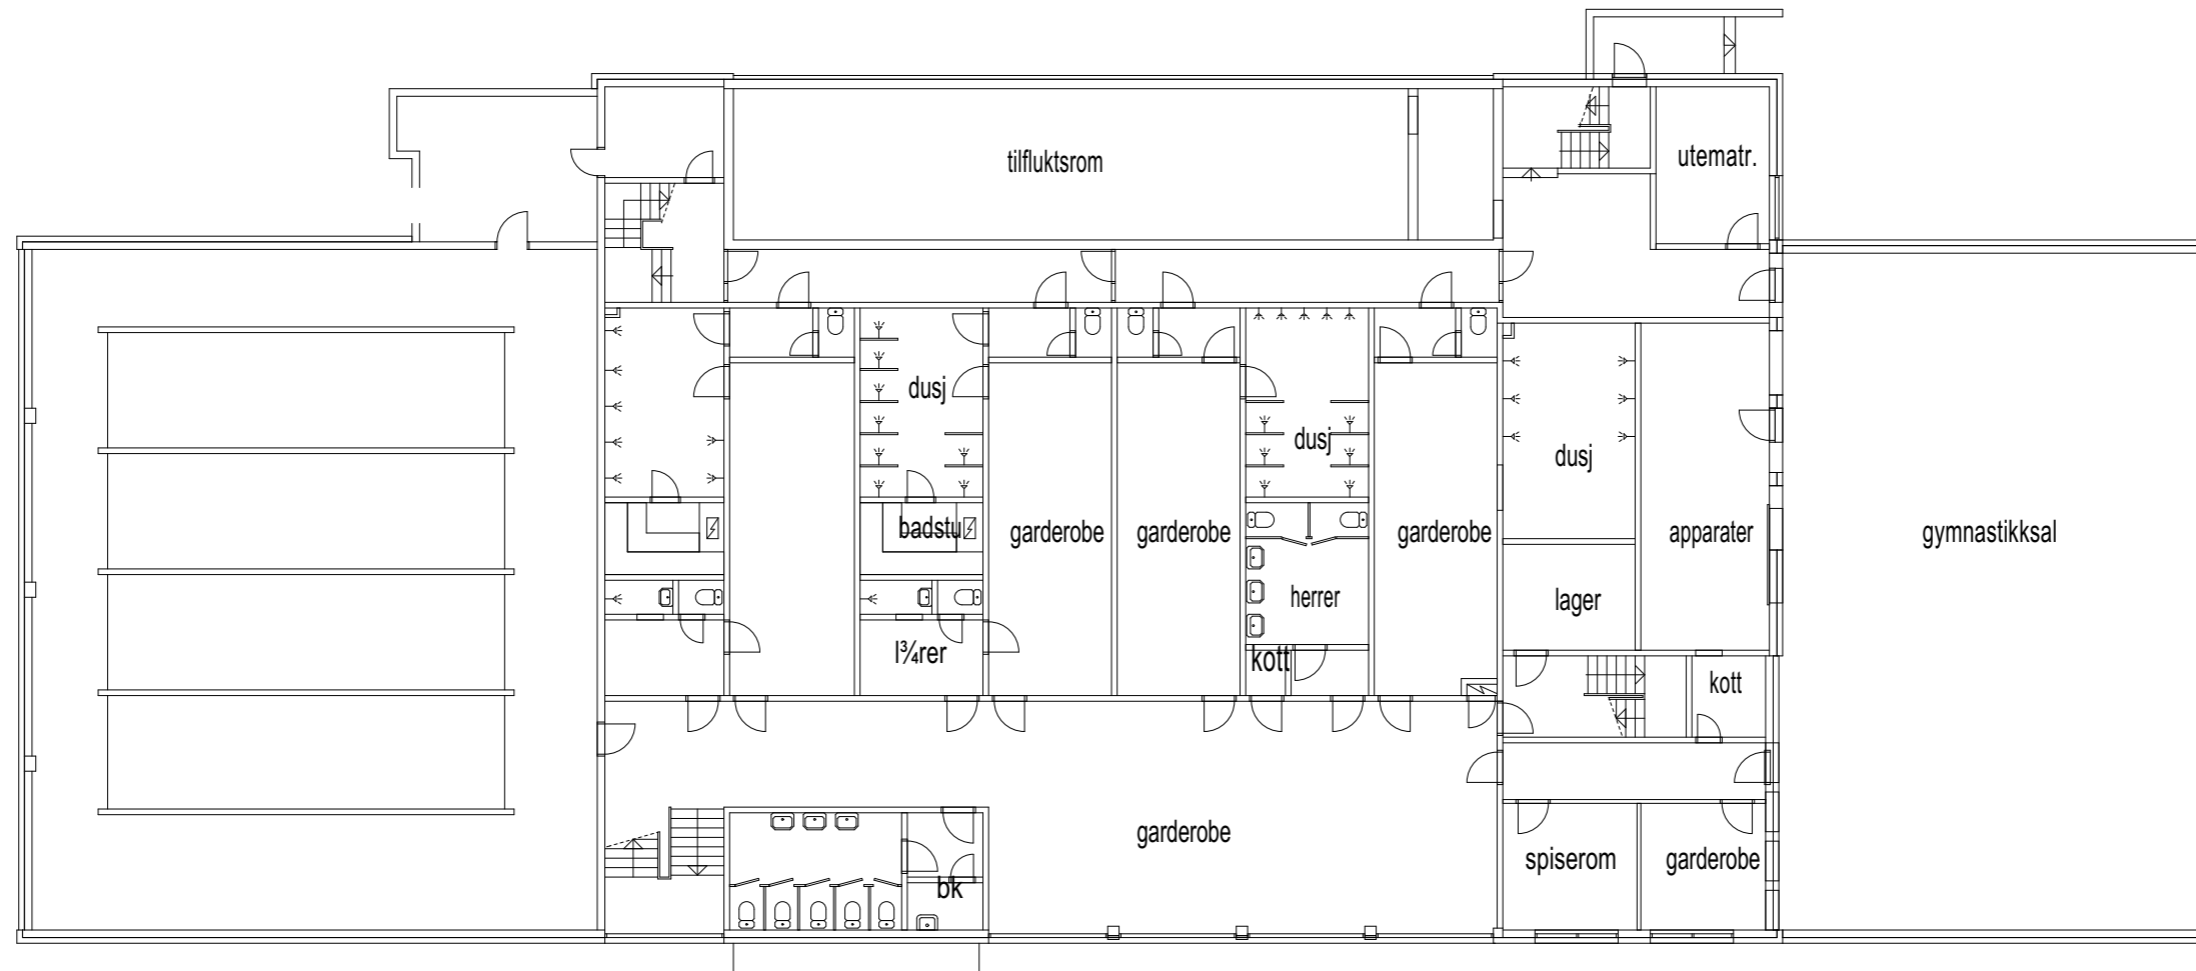 tilfluktsrom
utematr.
dusj
dusj
dusj
badstu
garderobe
garderobe
garderobe
apparater
gymnastikksal
herrer
lager
l¾rer
kott
kott
garderobe
spiserom
garderobe
bk